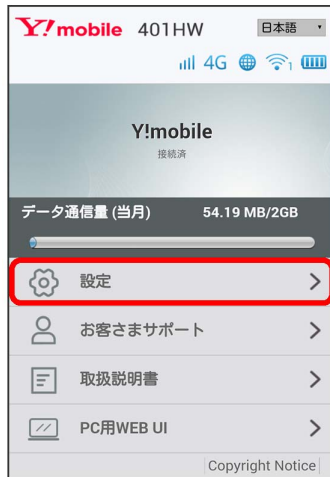 Y!mobile 401HW 日本語
4G 1
Y!mobile
接続済
データ通信量 (当月) 54.19 MB/2GB
設定
お客さまサポート
取扱説明書
PC用WEB UI
Copyright Notice